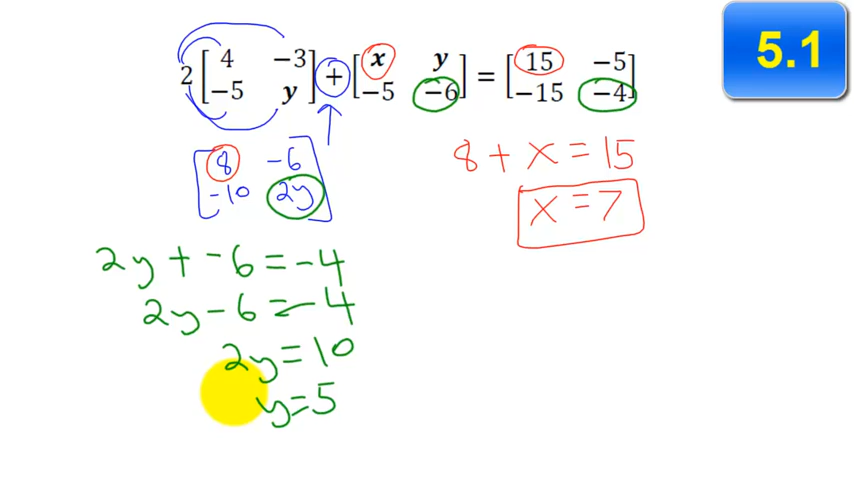 5.1
2 [4 −3] + [x y] = [15 −5]
[−5 y] [−5 −6] [−15 −4]
[8 -6]
[-10 2y]
8 + x = 15
x = 7
2y + -6 = -4
2y - 6 = -4
2y = 10
y = 5